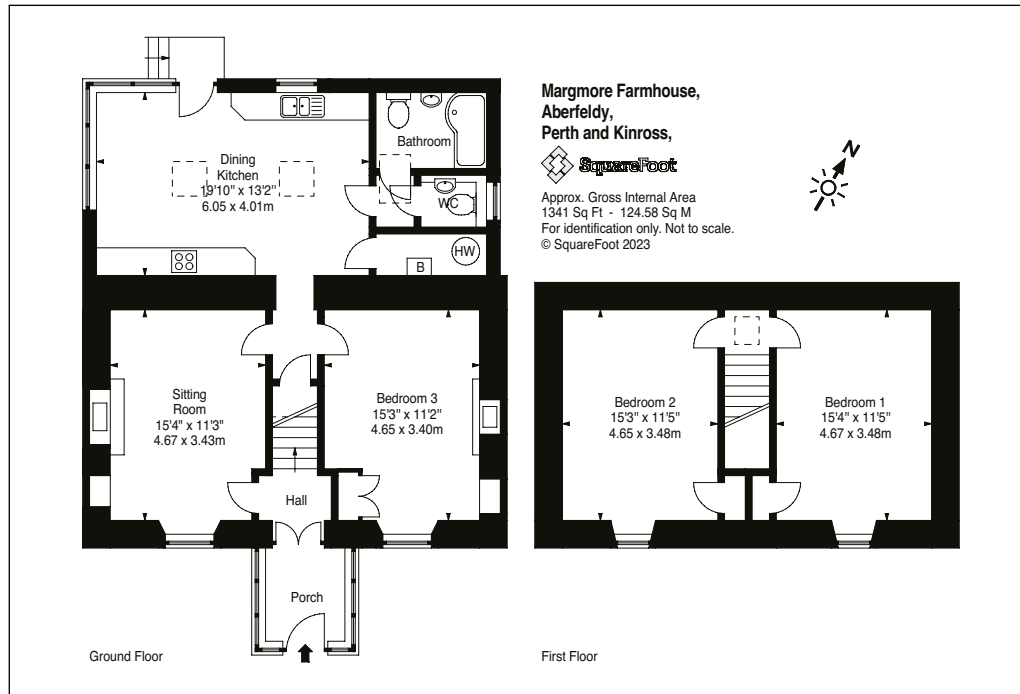 Margmore Farmhouse,
Aberfeldy,
Perth and Kinross,
SquareFoot
Approx. Gross Internal Area
1341 Sq Ft - 124.58 Sq M
For identification only. Not to scale.
© SquareFoot 2023
N
Dining
Kitchen
19'10" x 13'2"
6.05 x 4.01m
Bathroom
WC
HW
B
Sitting
Room
15'4" x 11'3"
4.67 x 3.43m
Bedroom 3
15'3" x 11'2"
4.65 x 3.40m
Hall
Porch
Ground Floor
Bedroom 2
15'3" x 11'5"
4.65 x 3.48m
Bedroom 1
15'4" x 11'5"
4.67 x 3.48m
First Floor